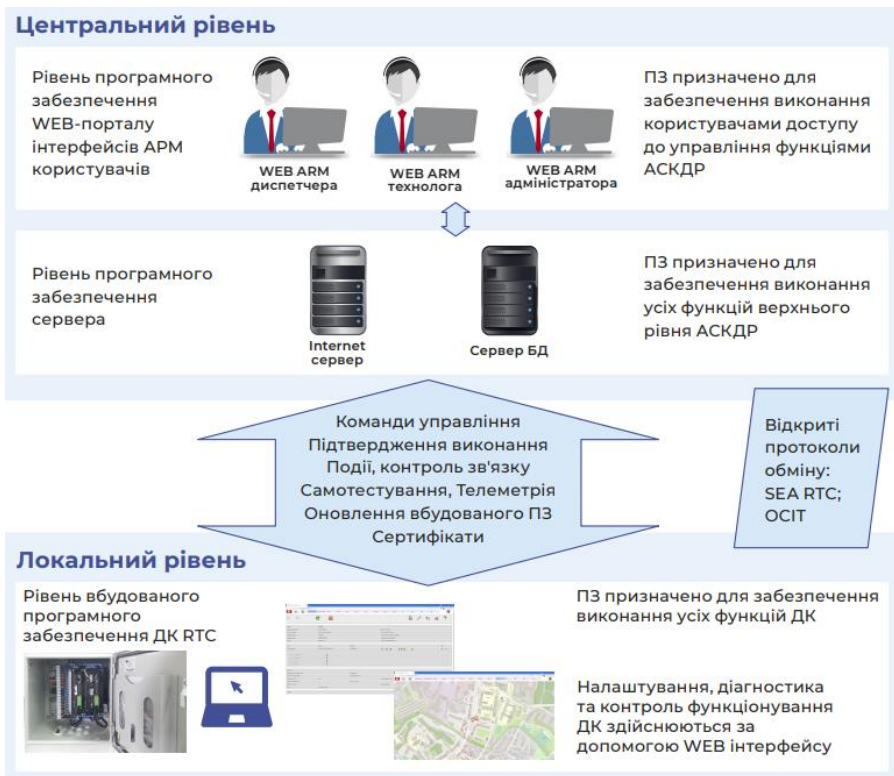 Центральний рівень
Рівень програмного
забезпечення
WEB-порталу
інтерфейсів АРМ
користувачів
WEB ARM
диспетчера
WEB ARM
технолога
WEB ARM
адміністратора
ПЗ призначено для
забезпечення виконання
користувачами доступу
до управління функціями
АСКДР
Рівень програмного
забезпечення
сервера
Internet
сервер
Сервер БД
ПЗ призначено для
забезпечення виконання
усіх функцій верхнього
рівня АСКДР
Команди управління
Підтвердження виконання
Події, контроль зв'язку
Самотестування, Телеметрія
Оновлення вбудованого ПЗ
Сертифікати
Відкриті
протоколи
обміну:
SEA RTC;
ОСІТ
Локальний рівень
Рівень вбудованого
програмного
забезпечення ДК RTC
ПЗ призначено для забезпечення
виконання усіх функцій ДК
Налаштування, діагностика
та контроль функціонування
ДК здійснюються за
допомогою WEB інтерфейсу